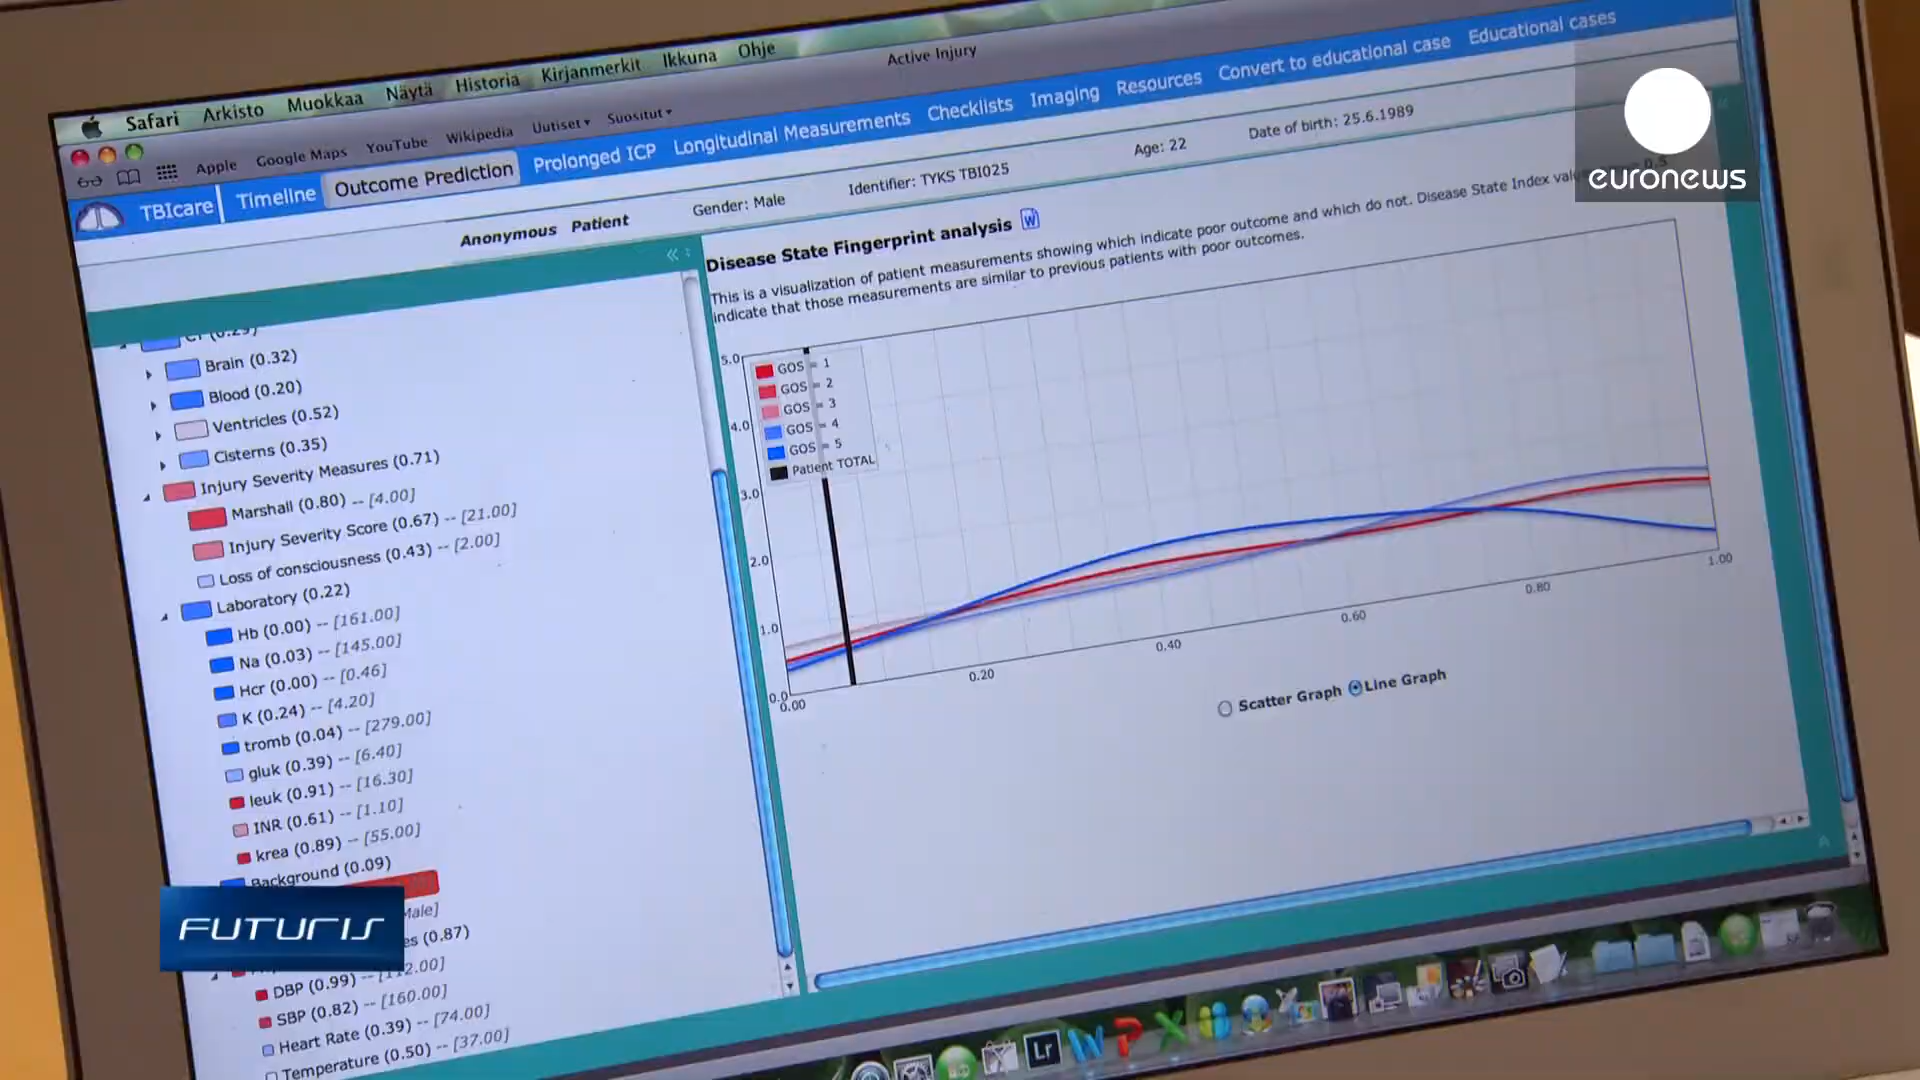 Safari Arkisto Muokkaa Näytä Historia Kirjanmerkit Ikkuna Ohje
Active Injury
Apple Google Maps YouTube Wikipedia Uutiset Suositut
TBIcare Timeline Outcome Prediction Prolonged ICP Longitudinal Measurements Checklists Imaging Resources Convert to educational case Educational cases
Anonymous Patient Gender: Male Identifier: TYKS TBI025 Age: 22 Date of birth: 25.6.1989
euronews
Brain (0.32)
Blood (0.20)
Ventricles (0.52)
Cisterns (0.35)
Injury Severity Measures (0.71)
Marshall (0.80) -- [4.00]
Injury Severity Score (0.67) -- [21.00]
Loss of consciousness (0.43) -- [2.00]
Laboratory (0.22)
Hb (0.00) -- [161.00]
Na (0.03) -- [145.00]
Hcr (0.00) -- [0.46]
K (0.24) -- [4.20]
tromb (0.04) -- [279.00]
gluk (0.39) -- [6.40]
leuk (0.91) -- [16.30]
INR (0.61) -- [1.10]
krea (0.89) -- [55.00]
Background (0.09)
Male]
(0.87)
DBP (0.99) -- [112.00]
SBP (0.82) -- [160.00]
Heart Rate (0.39) -- [74.00]
Temperature (0.50) -- [37.00]
Disease State Fingerprint analysis
This is a visualization of patient measurements showing which indicate poor outcome and which do not. Disease State Index
indicate that those measurements are similar to previous patients with poor outcomes.
GOS = 1
GOS = 2
GOS = 3
GOS = 4
GOS = 5
Patient TOTAL
5.0
4.0
3.0
2.0
1.0
0.0
0.00 0.20 0.40 0.60 0.80 1.00
Scatter Graph Line Graph
FUTURIS
Lr